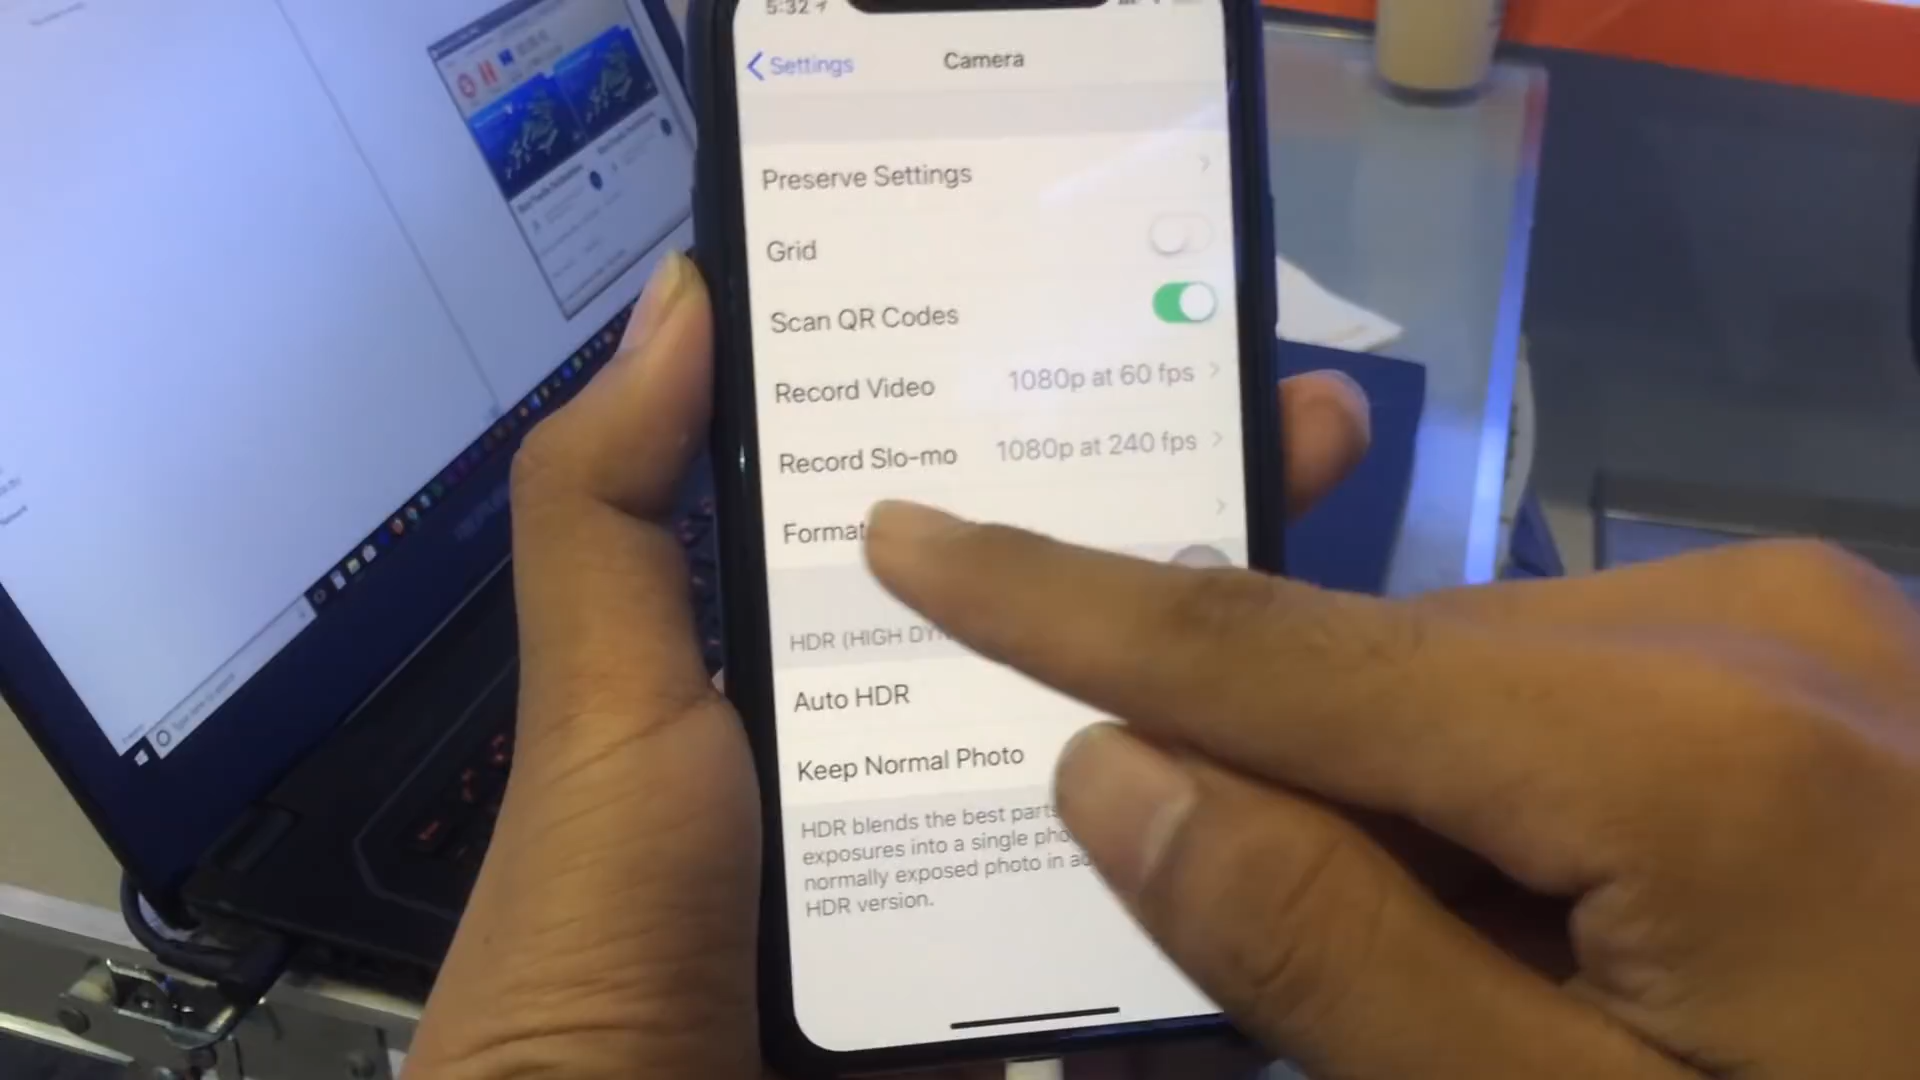 5:32
Settings
Camera
Preserve Settings
Grid
Scan QR Codes
Record Video
1080p at 60 fps
Record Slo-mo
1080p at 240 fps
Format
HDR (HIGH
Auto HDR
Keep Normal Photo
HDR blends the best parts
exposures into a single
normally exposed photo in
HDR version.